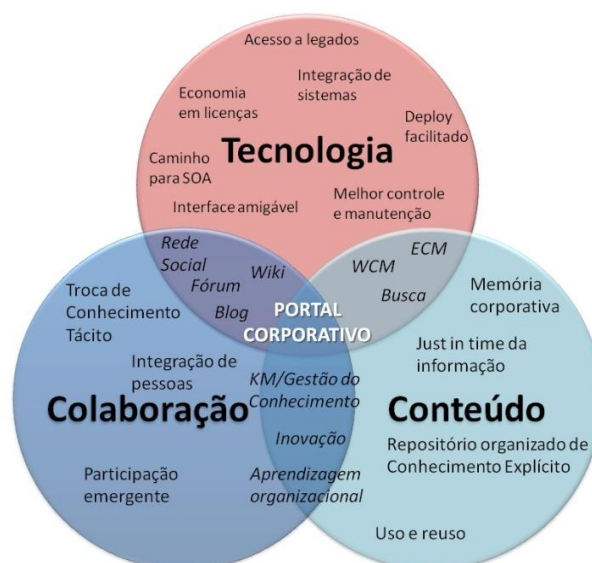 Acesso a legados
Integração de
sistemas
Economia
em licenças
Deploy
facilitado
Tecnologia
Caminho
para SOA
Interface amigável
Melhor controle
e manutenção
Rede
Social
Fórum
Wiki
Blog
ECM
WCM
Busca
PORTAL
CORPORATIVO
Troca de
Conhecimento
Tácito
Integração de
pessoas
Colaboração
Participação
emergente
KM/Gestão do
Conhecimento
Inovação
Aprendizagem
organizacional
Memória
corporativa
Just in time da
informação
Conteúdo
Repositório organizado de
Conhecimento Explícito
Uso e reuso